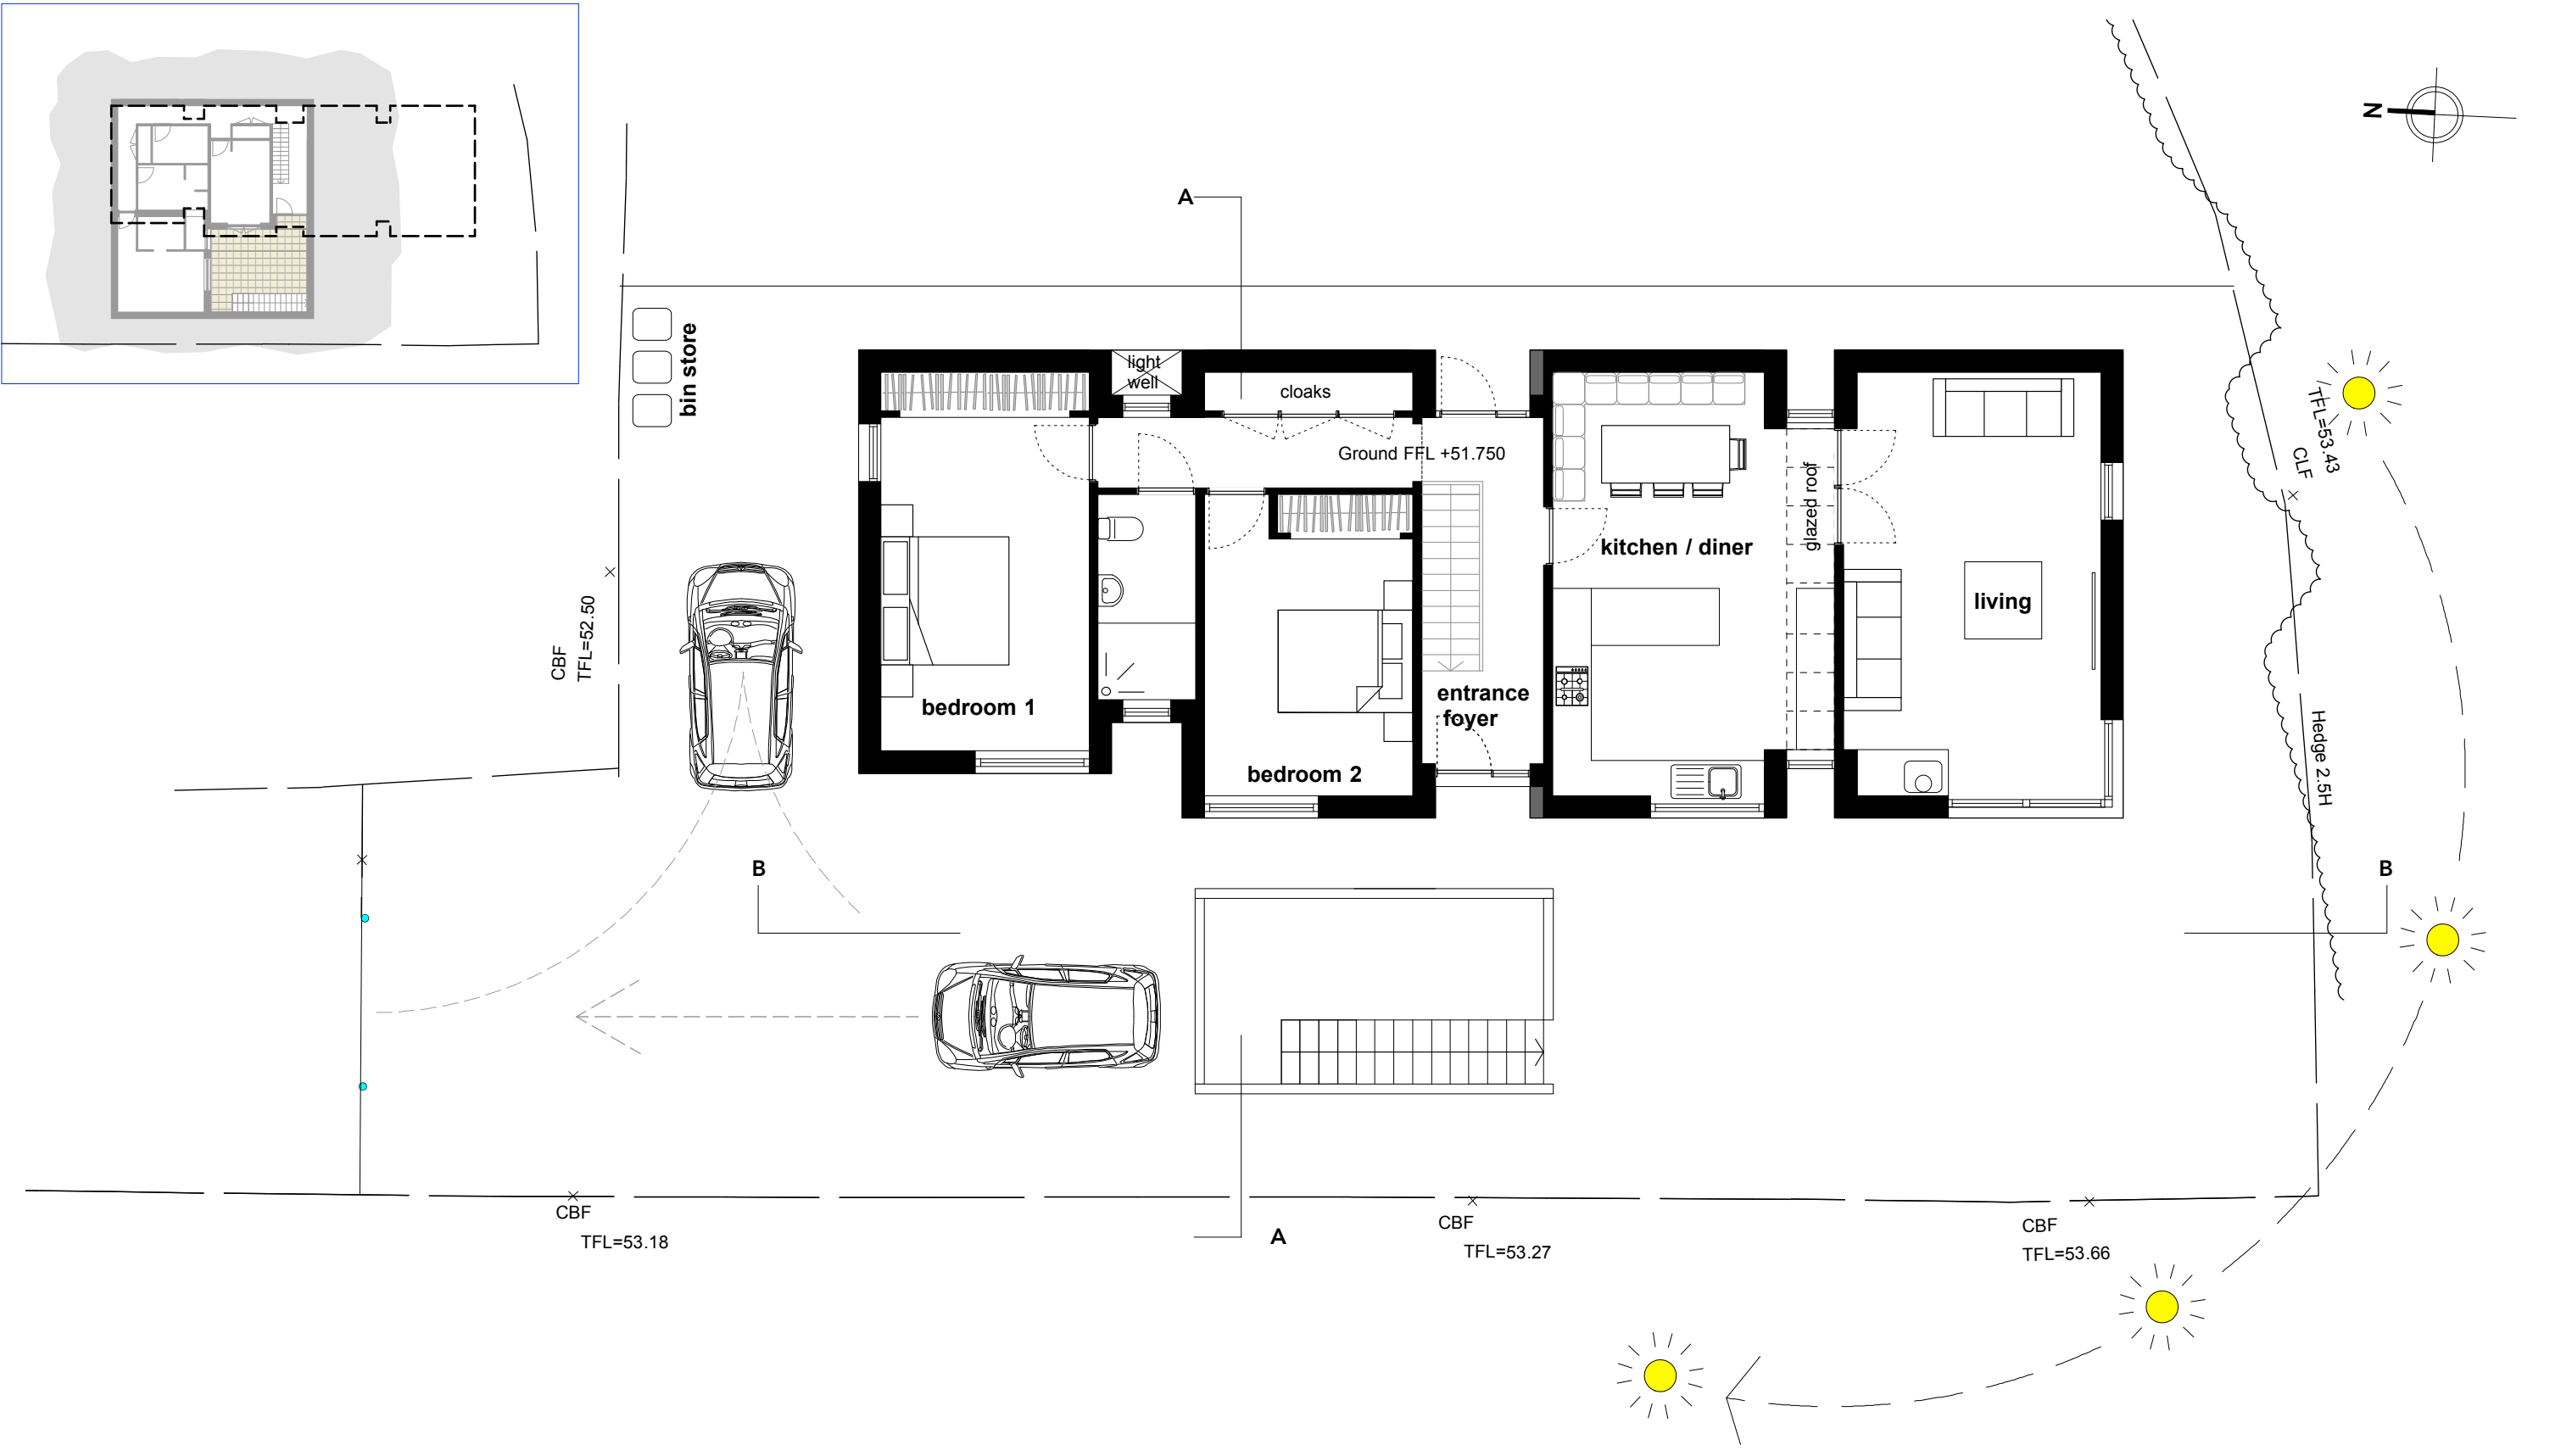 N
A
bin store
light
well
cloaks
TFL=53.43
CLF
Ground FFL +51.750
glazed roof
kitchen / diner
living
CBF
TFL=52.50
bedroom 1
entrance
foyer
bedroom 2
Hedge 2.5H
B
B
CBF
TFL=53.18
A
CBF
TFL=53.27
CBF
TFL=53.66